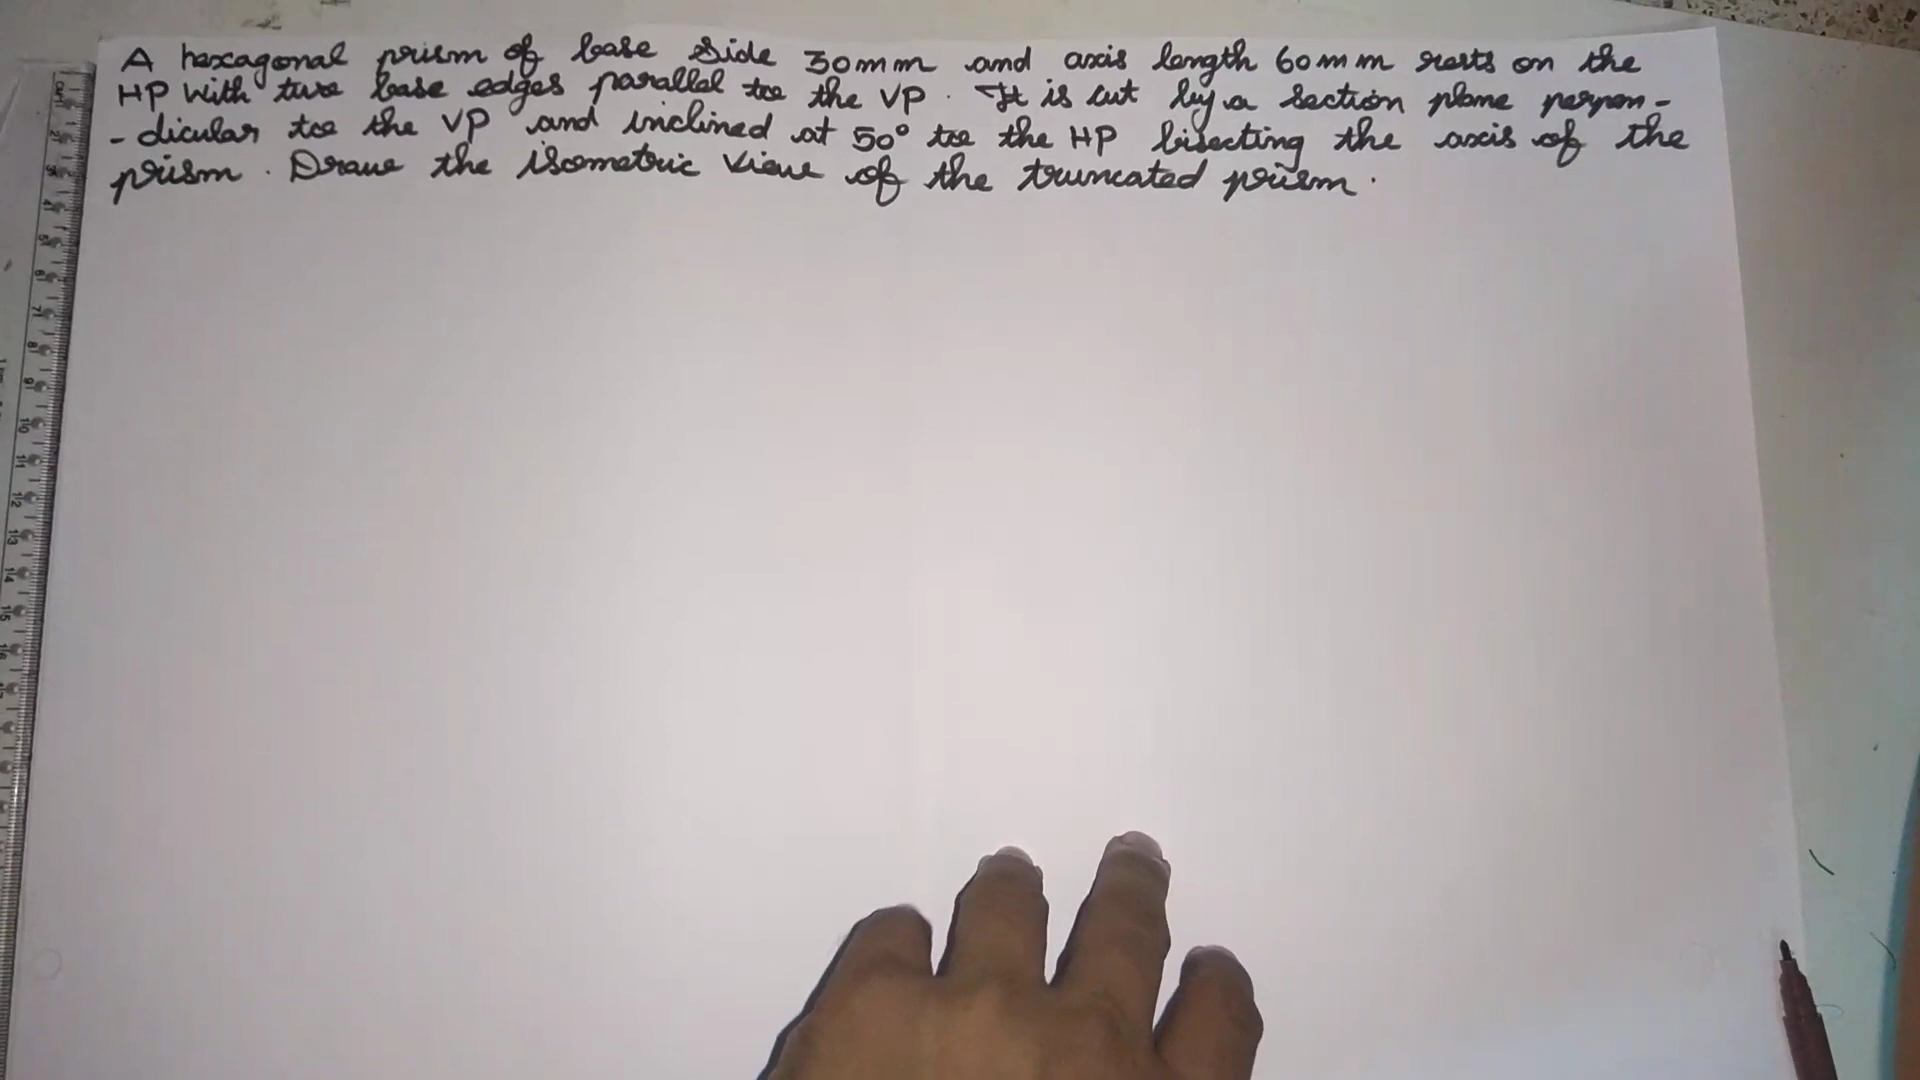 A hexagonal prism of base side 30mm and axis length 60mm rests on the
HP with two base edges parallel to the VP. It is cut by a section plane perpen-
-dicular to the VP and inclined at 50° to the HP bisecting the axis of the
prism. Draw the isometric view of the truncated prism.